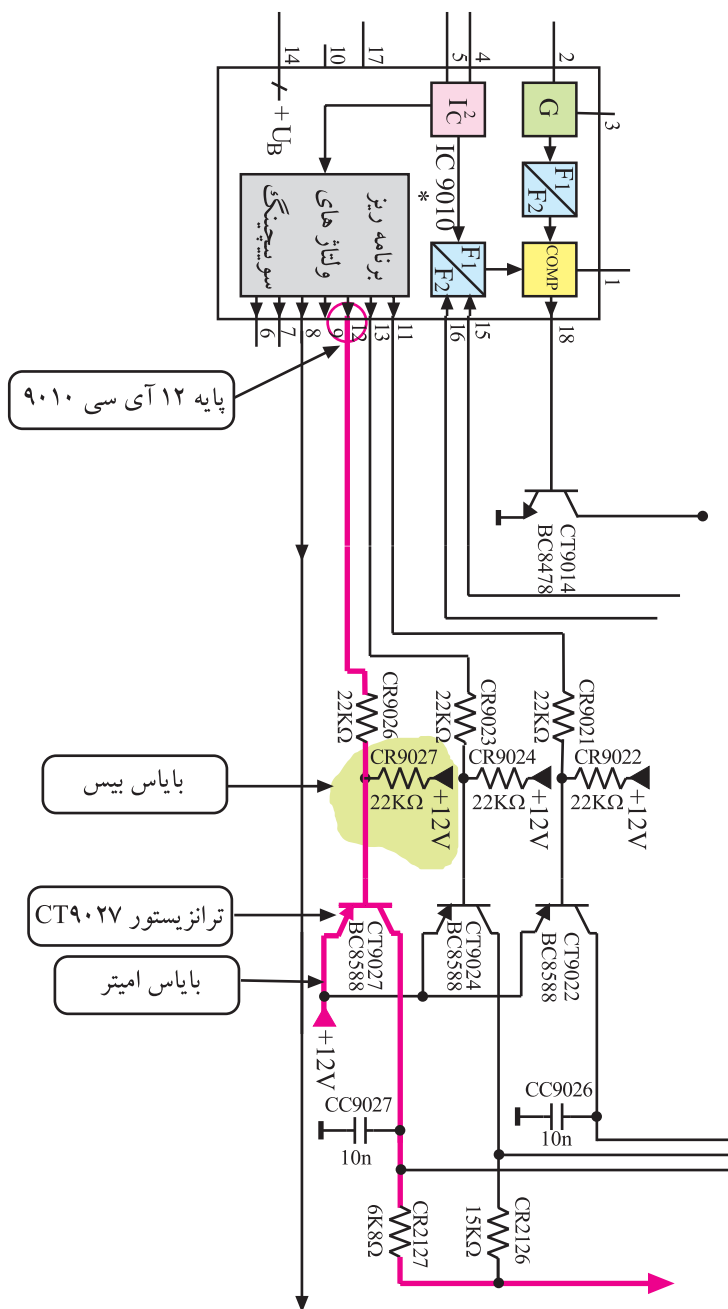 14
10
17
5
4
2
+ U_B
I²C
G
3
IC 9010
*
F1
F2
برنامه ریز
ولتاژ های
سوییچینگ
F1
F2
COMP
1
6
7
8
9
12
13
11
16
15
18
پایه ۱۲ آی سی ۹۰۱۰
CT9014
BC8478
CR9026
22KΩ
CR9023
22KΩ
CR9021
22KΩ
بایاس بیس
CR9027
22KΩ
+12V
CR9024
22KΩ
+12V
CR9022
22KΩ
+12V
ترانزیستور CT۹۰۲۷
CT9027
BC8588
CT9024
BC8588
CT9022
BC8588
بایاس امیتر
+12V
CC9027
10n
CC9026
10n
CR2127
6K8Ω
CR2126
15KΩ